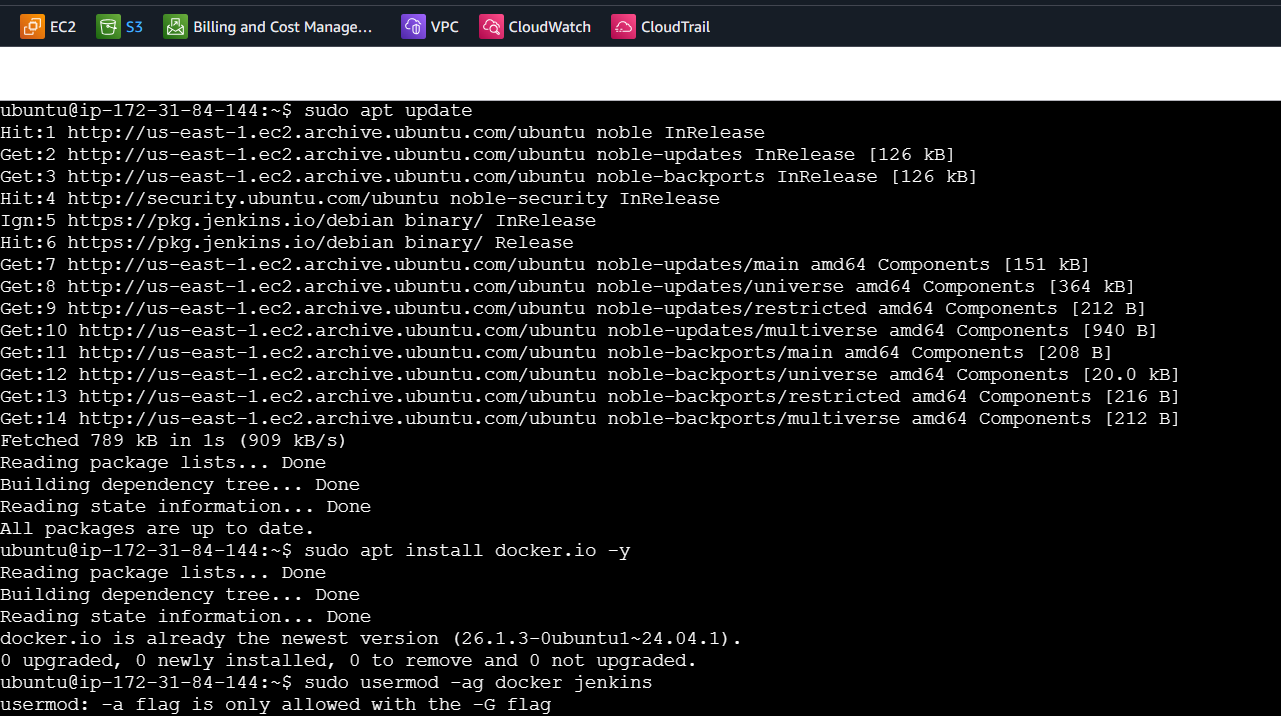 EC2 S3 Billing and Cost Manage... VPC CloudWatch CloudTrail
ubuntu@ip-172-31-84-144:~$ sudo apt update
Hit:1 http://us-east-1.ec2.archive.ubuntu.com/ubuntu noble InRelease
Get:2 http://us-east-1.ec2.archive.ubuntu.com/ubuntu noble-updates InRelease [126 kB]
Get:3 http://us-east-1.ec2.archive.ubuntu.com/ubuntu noble-backports InRelease [126 kB]
Hit:4 http://security.ubuntu.com/ubuntu noble-security InRelease
Ign:5 https://pkg.jenkins.io/debian binary/ InRelease
Hit:6 https://pkg.jenkins.io/debian binary/ Release
Get:7 http://us-east-1.ec2.archive.ubuntu.com/ubuntu noble-updates/main amd64 Components [151 kB]
Get:8 http://us-east-1.ec2.archive.ubuntu.com/ubuntu noble-updates/universe amd64 Components [364 kB]
Get:9 http://us-east-1.ec2.archive.ubuntu.com/ubuntu noble-updates/restricted amd64 Components [212 B]
Get:10 http://us-east-1.ec2.archive.ubuntu.com/ubuntu noble-updates/multiverse amd64 Components [940 B]
Get:11 http://us-east-1.ec2.archive.ubuntu.com/ubuntu noble-backports/main amd64 Components [208 B]
Get:12 http://us-east-1.ec2.archive.ubuntu.com/ubuntu noble-backports/universe amd64 Components [20.0 kB]
Get:13 http://us-east-1.ec2.archive.ubuntu.com/ubuntu noble-backports/restricted amd64 Components [216 B]
Get:14 http://us-east-1.ec2.archive.ubuntu.com/ubuntu noble-backports/multiverse amd64 Components [212 B]
Fetched 789 kB in 1s (909 kB/s)
Reading package lists... Done
Building dependency tree... Done
Reading state information... Done
All packages are up to date.
ubuntu@ip-172-31-84-144:~$ sudo apt install docker.io -y
Reading package lists... Done
Building dependency tree... Done
Reading state information... Done
docker.io is already the newest version (26.1.3-0ubuntu1~24.04.1).
0 upgraded, 0 newly installed, 0 to remove and 0 not upgraded.
ubuntu@ip-172-31-84-144:~$ sudo usermod -ag docker jenkins
usermod: -a flag is only allowed with the -G flag